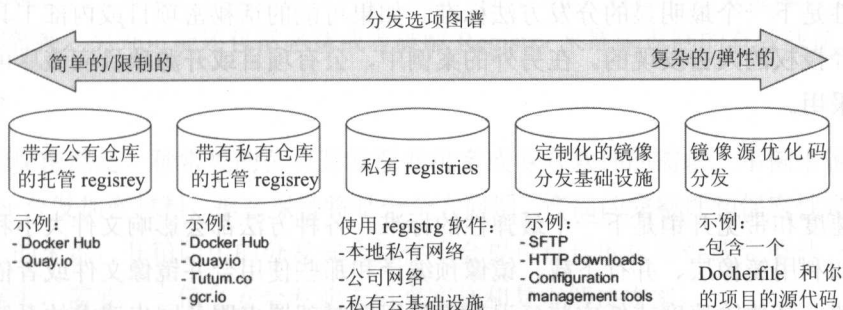 分发选项图谱
简单的/限制的
复杂的/弹性的
带有公有仓库
的托管 regisrey
示例：
- Docker Hub
- Quay.io
带有私有仓库
的托管 regisrey
示例：
- Docker Hub
- Quay.io
- Tutum.co
- gcr.io
私有 registries
使用 registrg 软件：
-本地私有网络
-公司网络
-私有云基础设施
定制化的镜像
分发基础设施
示例：
- SFTP
- HTTP downloads
- Configuration
management tools
镜像源优化码
分发
示例：
-包含一个
Docherfile 和你
的项目的源代码